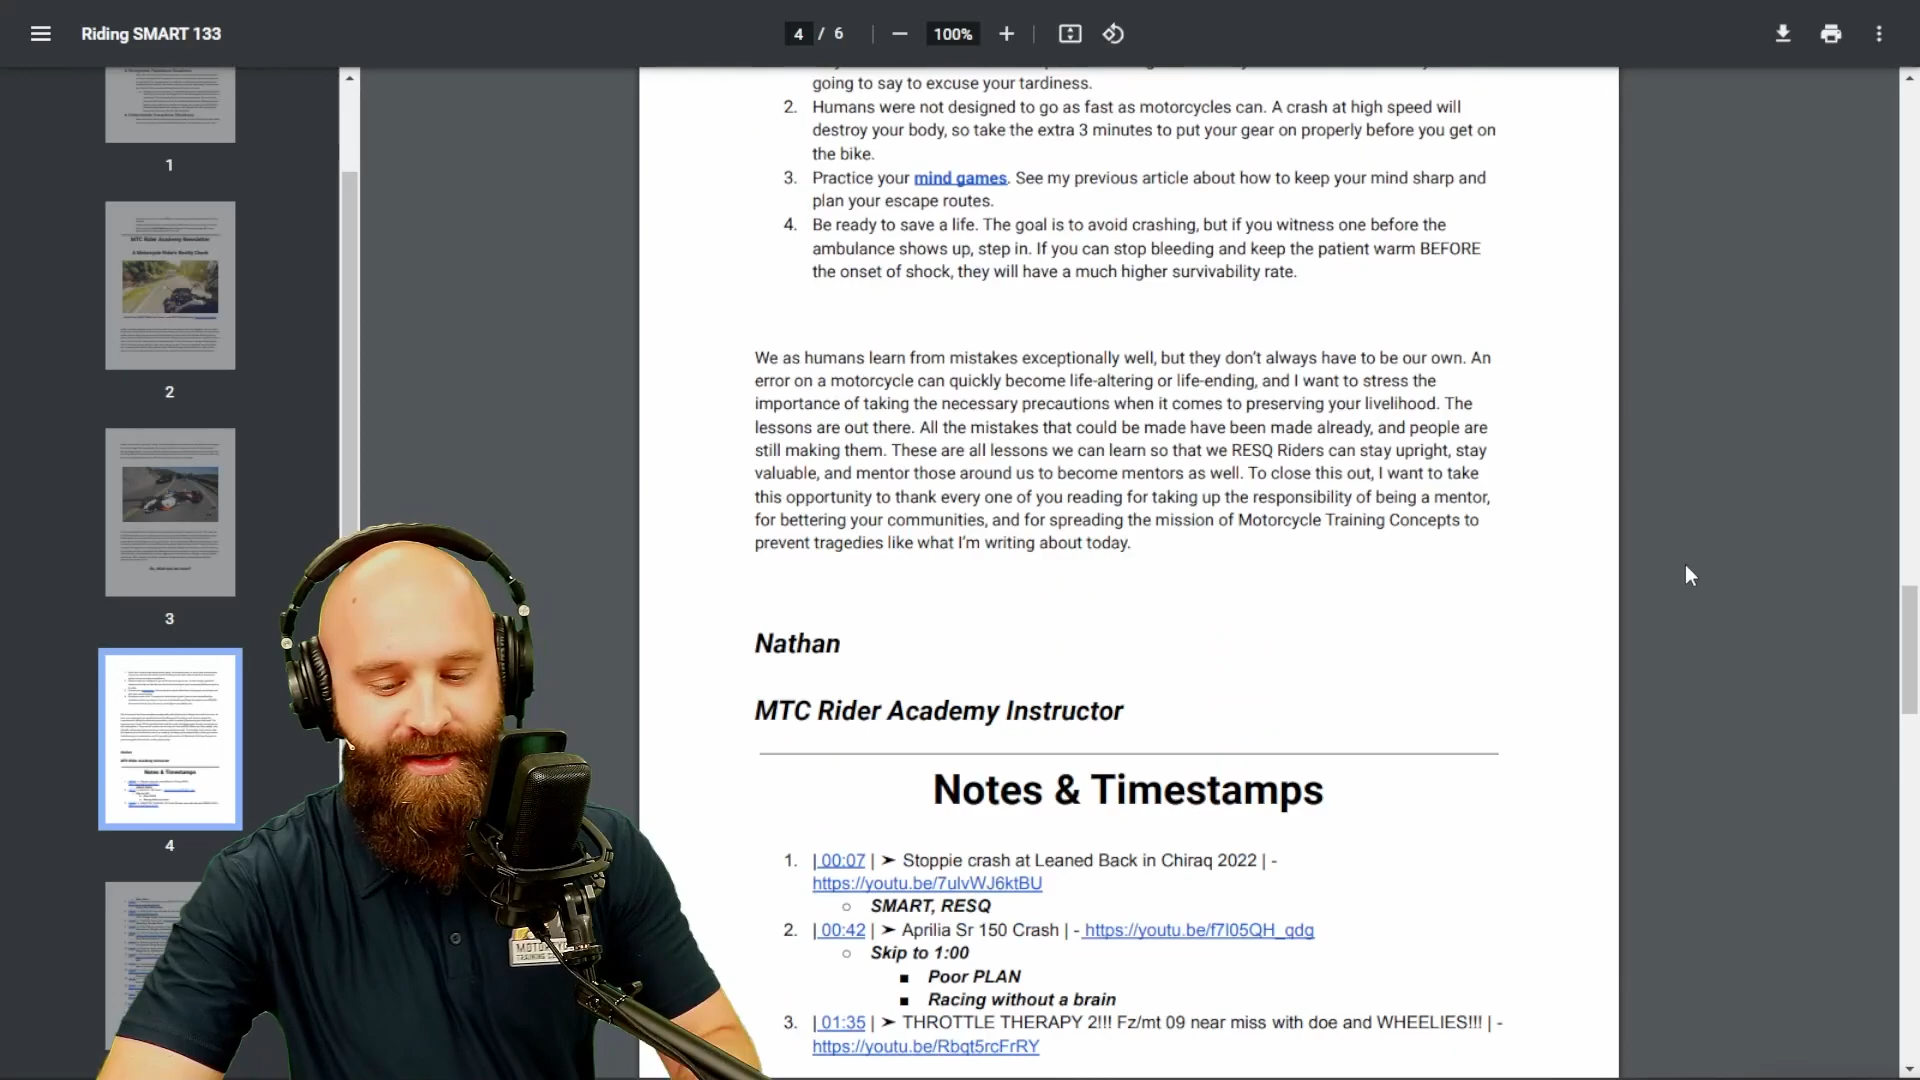 Riding SMART 133
4 / 6
100%
going to say to excuse your tardiness.
2. Humans were not designed to go as fast as motorcycles can. A crash at high speed will
destroy your body, so take the extra 3 minutes to put your gear on properly before you get on
the bike.
3. Practice your mind games. See my previous article about how to keep your mind sharp and
plan your escape routes.
4. Be ready to save a life. The goal is to avoid crashing, but if you witness one before the
ambulance shows up, step in. If you can stop bleeding and keep the patient warm BEFORE
the onset of shock, they will have a much higher survivability rate.
We as humans learn from mistakes exceptionally well, but they don’t always have to be our own. An
error on a motorcycle can quickly become life-altering or life-ending, and I want to stress the
importance of taking the necessary precautions when it comes to preserving your livelihood. The
lessons are out there. All the mistakes that could be made have been made already, and people are
still making them. These are all lessons we can learn so that we RESQ Riders can stay upright, stay
valuable, and mentor those around us to become mentors as well. To close this out, I want to take
this opportunity to thank every one of you reading for taking up the responsibility of being a mentor,
for bettering your communities, and for spreading the mission of Motorcycle Training Concepts to
prevent tragedies like what I’m writing about today.
Nathan
MTC Rider Academy Instructor
Notes & Timestamps
1. | 00:07 | ➤ Stoppie crash at Leaned Back in Chiraq 2022 | -
https://youtu.be/7ulvWJ6ktBU
○ SMART, RESQ
2. | 00:42 | ➤ Aprilia Sr 150 Crash | - https://youtu.be/f7l05QH_qdg
○ Skip to 1:00
■ Poor PLAN
■ Racing without a brain
3. | 01:35 | ➤ THROTTLE THERAPY 2!!! Fz/mt 09 near miss with doe and WHEELIES!!! | -
https://youtu.be/Rbqt5rcFrRY
1
MTC Rider Academy Newsletter
A Motorcycle Rider's Reality Check
2
3
Notes & Timestamps
4